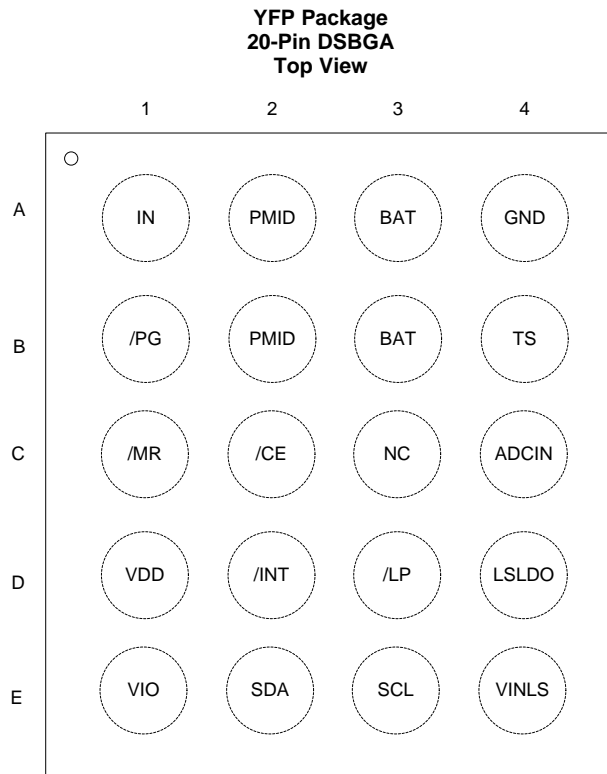 YFP Package
20-Pin DSBGA
Top View
1 2 3 4
A IN PMID BAT GND
B /PG PMID BAT TS
C /MR /CE NC ADCIN
D VDD /INT /LP LSLDO
E VIO SDA SCL VINLS